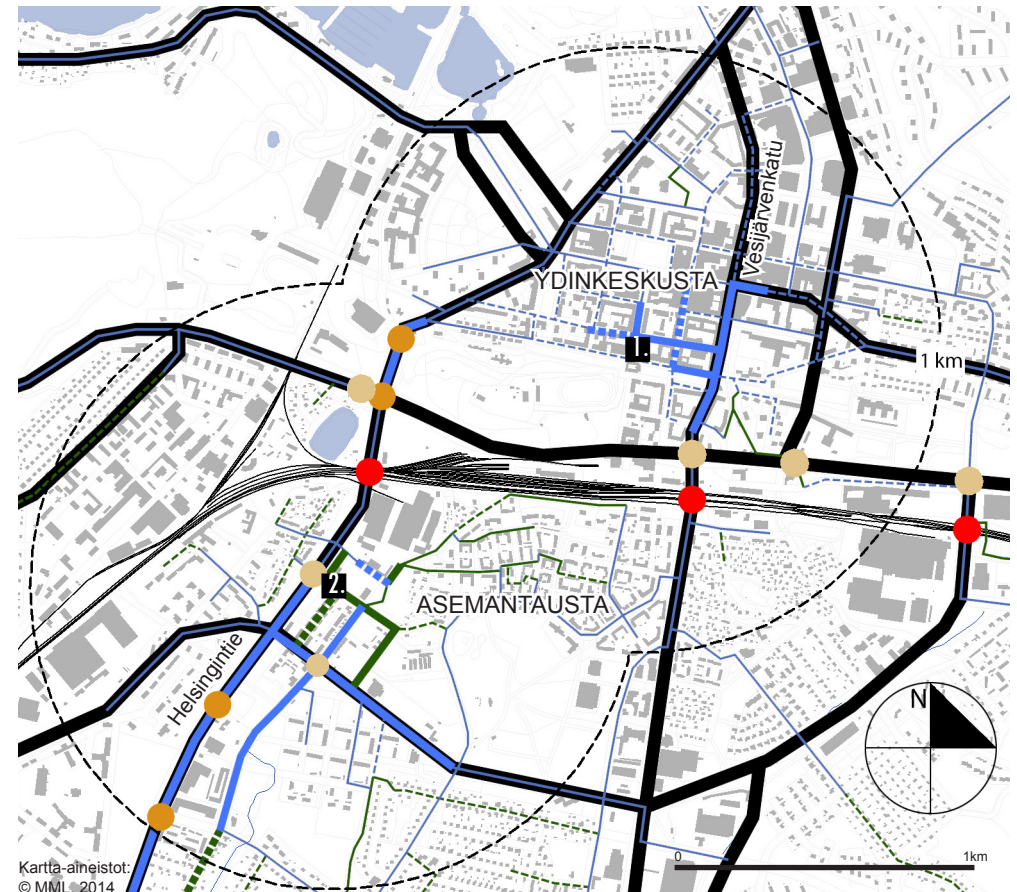 Vesijärvenkatu
YDINKESKUSTA
1.
1 km
2.
ASEMANTAUSTA
Helsingintie
N
0
1km
Kartta-aineistot:
© MML, 2014